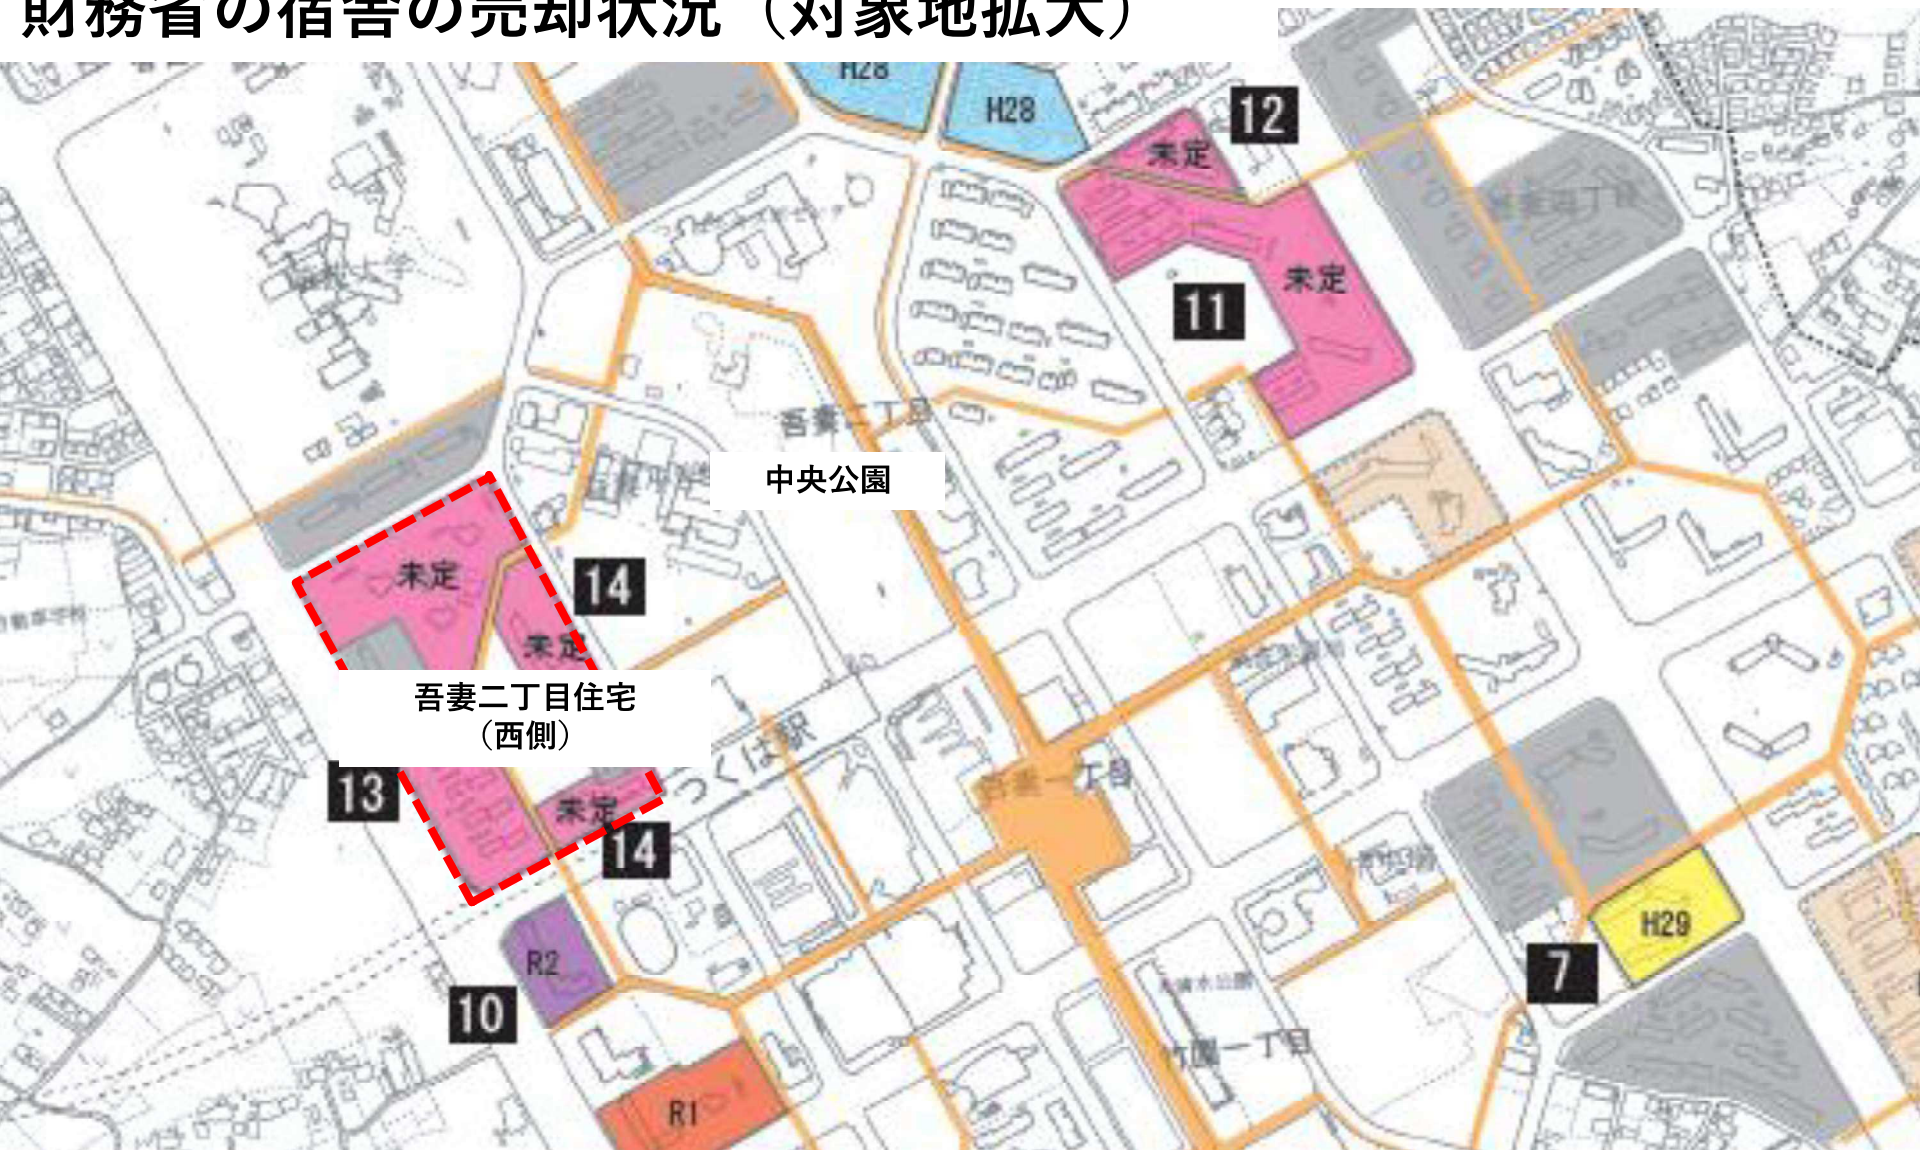 財務省の宿舎の売却状況（対象地拡大）
H28
H28
12
未定
未定
11
吾妻二丁目
中央公園
未定
14
未定
吾妻二丁目住宅
（西側）
つくば駅
吾妻一丁目
13
未定
14
H29
R2
7
10
竹園一丁目
R1